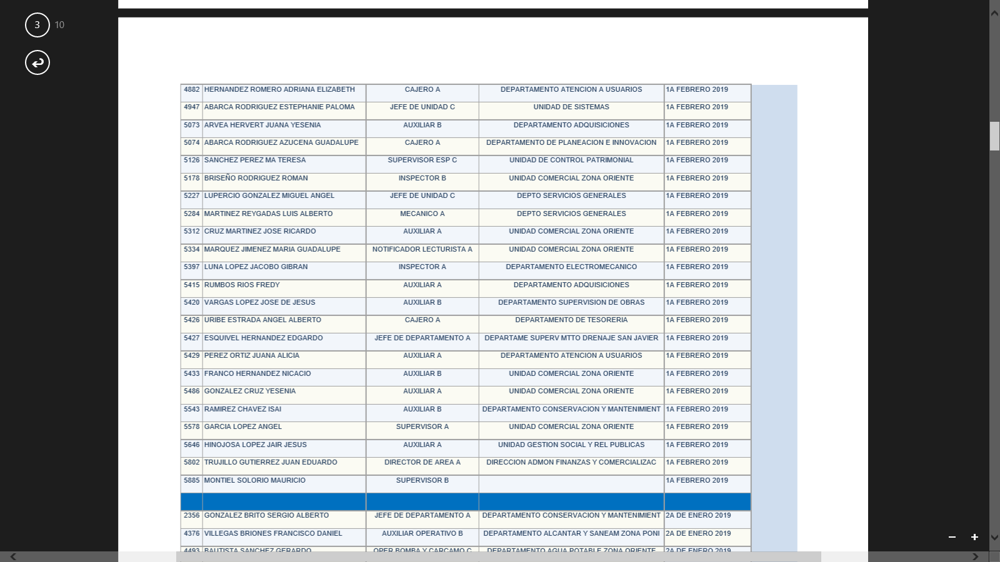 3 10
4882 HERNANDEZ ROMERO ADRIANA ELIZABETH CAJERO A DEPARTAMENTO ATENCION A USUARIOS 1A FEBRERO 2019
4947 ABARCA RODRIGUEZ ESTEPHANIE PALOMA JEFE DE UNIDAD C UNIDAD DE SISTEMAS 1A FEBRERO 2019
5073 ARVEA HERVERT JUANA YESENIA AUXILIAR B DEPARTAMENTO ADQUISICIONES 1A FEBRERO 2019
5074 ABARCA RODRIGUEZ AZUCENA GUADALUPE CAJERO A DEPARTAMENTO DE PLANEACION E INNOVACION 1A FEBRERO 2019
5126 SANCHEZ PEREZ MA TERESA SUPERVISOR ESP C UNIDAD DE CONTROL PATRIMONIAL 1A FEBRERO 2019
5178 BRISEÑO RODRIGUEZ ROMAN INSPECTOR B UNIDAD COMERCIAL ZONA ORIENTE 1A FEBRERO 2019
5227 LUPERCIO GONZALEZ MIGUEL ANGEL JEFE DE UNIDAD C DEPTO SERVICIOS GENERALES 1A FEBRERO 2019
5284 MARTINEZ REYGADAS LUIS ALBERTO MECANICO A DEPTO SERVICIOS GENERALES 1A FEBRERO 2019
5312 CRUZ MARTINEZ JOSE RICARDO AUXILIAR A UNIDAD COMERCIAL ZONA ORIENTE 1A FEBRERO 2019
5334 MARQUEZ JIMENEZ MARIA GUADALUPE NOTIFICADOR LECTURISTA A UNIDAD COMERCIAL ZONA ORIENTE 1A FEBRERO 2019
5397 LUNA LOPEZ JACOBO GIBRAN INSPECTOR A DEPARTAMENTO ELECTROMECANICO 1A FEBRERO 2019
5415 RUMBOS RIOS FREDY AUXILIAR A DEPARTAMENTO ADQUISICIONES 1A FEBRERO 2019
5420 VARGAS LOPEZ JOSE DE JESUS AUXILIAR B DEPARTAMENTO SUPERVISION DE OBRAS 1A FEBRERO 2019
5426 URIBE ESTRADA ANGEL ALBERTO CAJERO A DEPARTAMENTO DE TESORERIA 1A FEBRERO 2019
5427 ESQUIVEL HERNANDEZ EDGARDO JEFE DE DEPARTAMENTO A DEPARTAME SUPERV MTTO DRENAJE SAN JAVIER 1A FEBRERO 2019
5429 PEREZ ORTIZ JUANA ALICIA AUXILIAR A DEPARTAMENTO ATENCION A USUARIOS 1A FEBRERO 2019
5433 FRANCO HERNANDEZ NICACIO AUXILIAR B UNIDAD COMERCIAL ZONA ORIENTE 1A FEBRERO 2019
5486 GONZALEZ CRUZ YESENIA AUXILIAR A UNIDAD COMERCIAL ZONA ORIENTE 1A FEBRERO 2019
5543 RAMIREZ CHAVEZ ISAI AUXILIAR B DEPARTAMENTO CONSERVACION Y MANTENIMIENT 1A FEBRERO 2019
5578 GARCIA LOPEZ ANGEL SUPERVISOR A UNIDAD COMERCIAL ZONA ORIENTE 1A FEBRERO 2019
5646 HINOJOSA LOPEZ JAIR JESUS AUXILIAR A UNIDAD GESTION SOCIAL Y REL PUBLICAS 1A FEBRERO 2019
5802 TRUJILLO GUTIERREZ JUAN EDUARDO DIRECTOR DE AREA A DIRECCION ADMON FINANZAS Y COMERCIALIZAC 1A FEBRERO 2019
5885 MONTIEL SOLORIO MAURICIO SUPERVISOR B 1A FEBRERO 2019
2356 GONZALEZ BRITO SERGIO ALBERTO JEFE DE DEPARTAMENTO A DEPARTAMENTO CONSERVACION Y MANTENIMIENT 2A DE ENERO 2019
4376 VILLEGAS BRIONES FRANCISCO DANIEL AUXILIAR OPERATIVO B DEPARTAMENTO ALCANTAR Y SANEAM ZONA PONI 2A DE ENERO 2019
4493 BAUTISTA SANCHEZ GERARDO OPER BOMBA Y CARCAMO C DEPARTAMENTO AGUA POTABLE ZONA ORIENTE 2A DE ENERO 2019